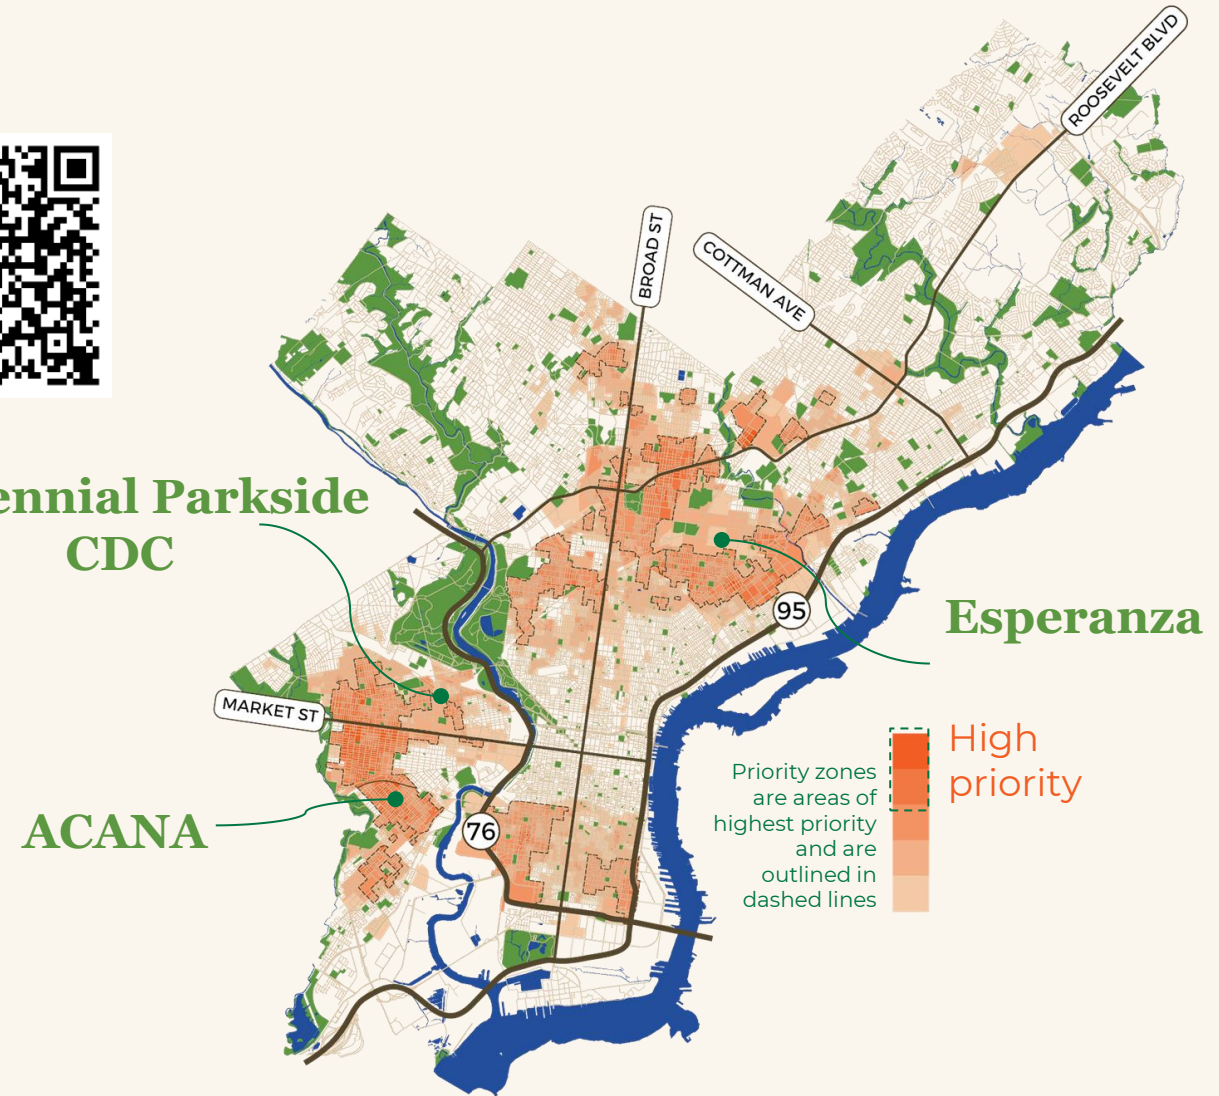 ROOSEVELT BLVD
BROAD ST
COTTMAN AVE
ennial Parkside
CDC
95
Esperanza
MARKET ST
High
priority
Priority zones
are areas of
highest priority
and are
outlined in
dashed lines
ACANA
76